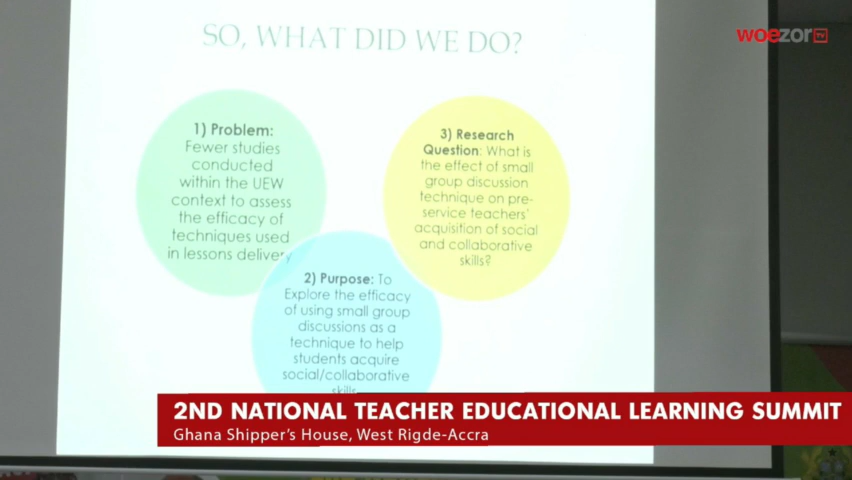 SO, WHAT DID WE DO?
woezor TV
1) Problem:
Fewer studies
conducted
within the UEW
context to assess
the efficacy of
techniques used
in lessons delivery
3) Research
Question: What is
the effect of small
group discussion
technique on pre-
service teachers'
acquisition of social
and collaborative
skills?
2) Purpose: To
Explore the efficacy
of using small group
discussions as a
technique to help
students acquire
social/collaborative
skills
2ND NATIONAL TEACHER EDUCATIONAL LEARNING SUMMIT
Ghana Shipper's House, West Rigde-Accra